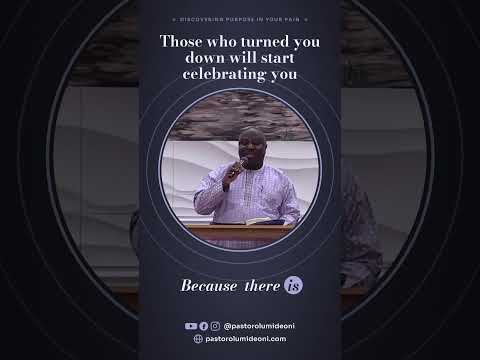 DISCOVERING PURPOSE IN YOUR PAIN
Those who turned you
down will start
celebrating you
Because there is
@pastorolumideoni
pastorolumideoni.com